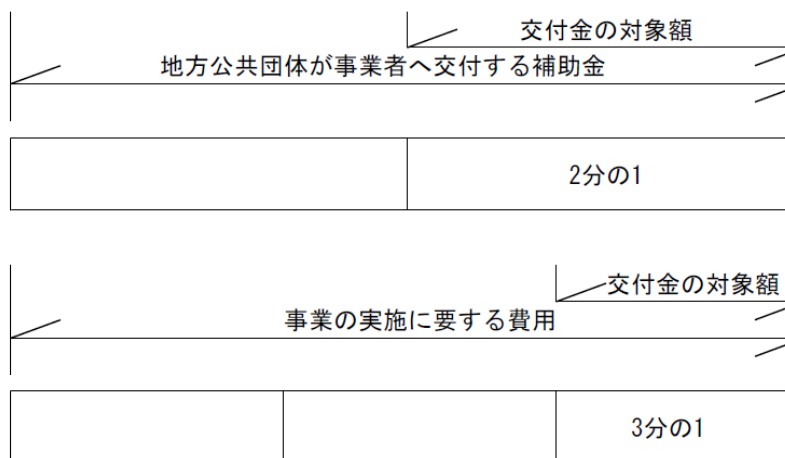 交付金の対象額
地方公共団体が事業者へ交付する補助金
2分の1
交付金の対象額
事業の実施に要する費用
3分の1